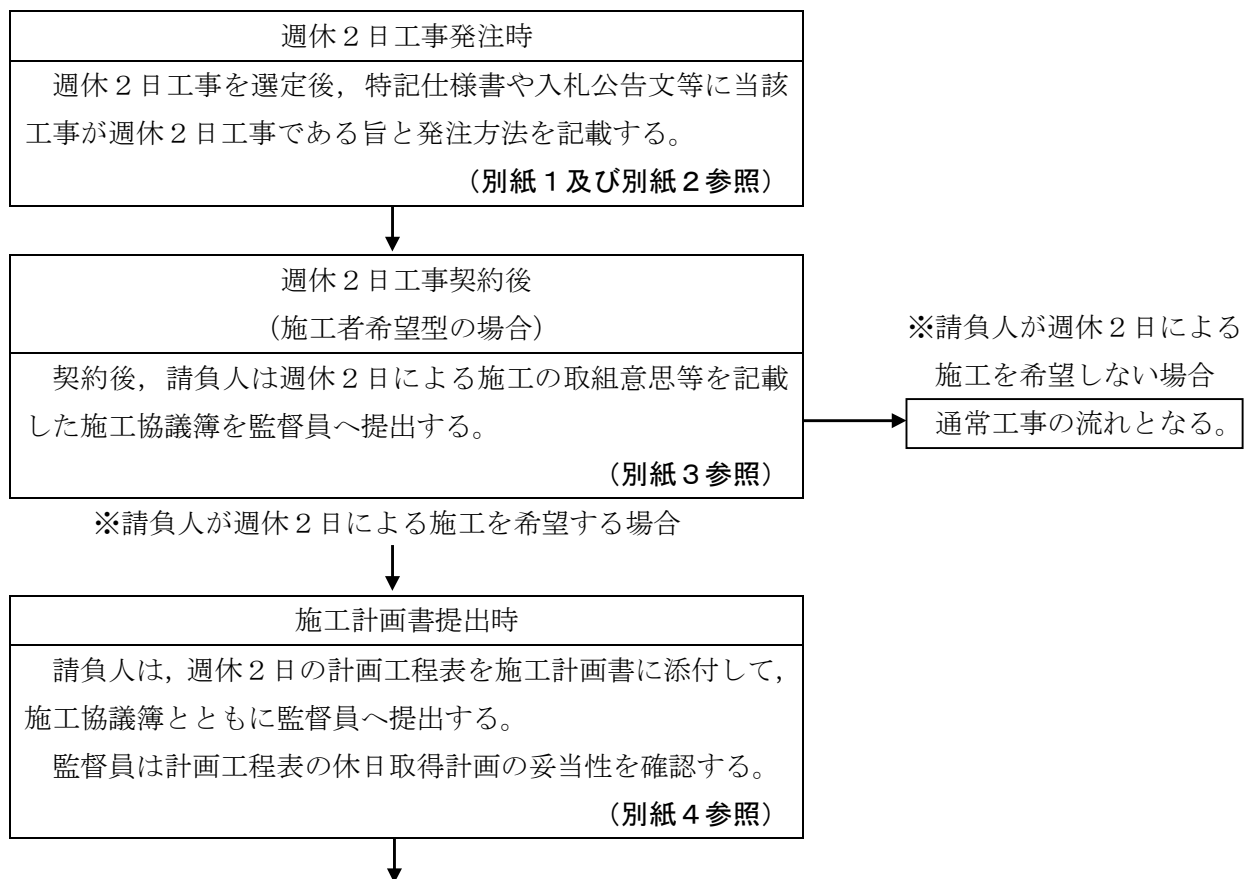 週休２日工事発注時
週休２日工事を選定後，特記仕様書や入札公告文等に当該
工事が週休２日工事である旨と発注方法を記載する。
（別紙１及び別紙２参照）
週休２日工事契約後
（施工者希望型の場合）
契約後，請負人は週休２日による施工の取組意思等を記載
した施工協議簿を監督員へ提出する。
（別紙３参照）
※請負人が週休２日による
施工を希望しない場合
通常工事の流れとなる。
※請負人が週休２日による施工を希望する場合
施工計画書提出時
請負人は，週休２日の計画工程表を施工計画書に添付して，
施工協議簿とともに監督員へ提出する。
監督員は計画工程表の休日取得計画の妥当性を確認する。
（別紙４参照）